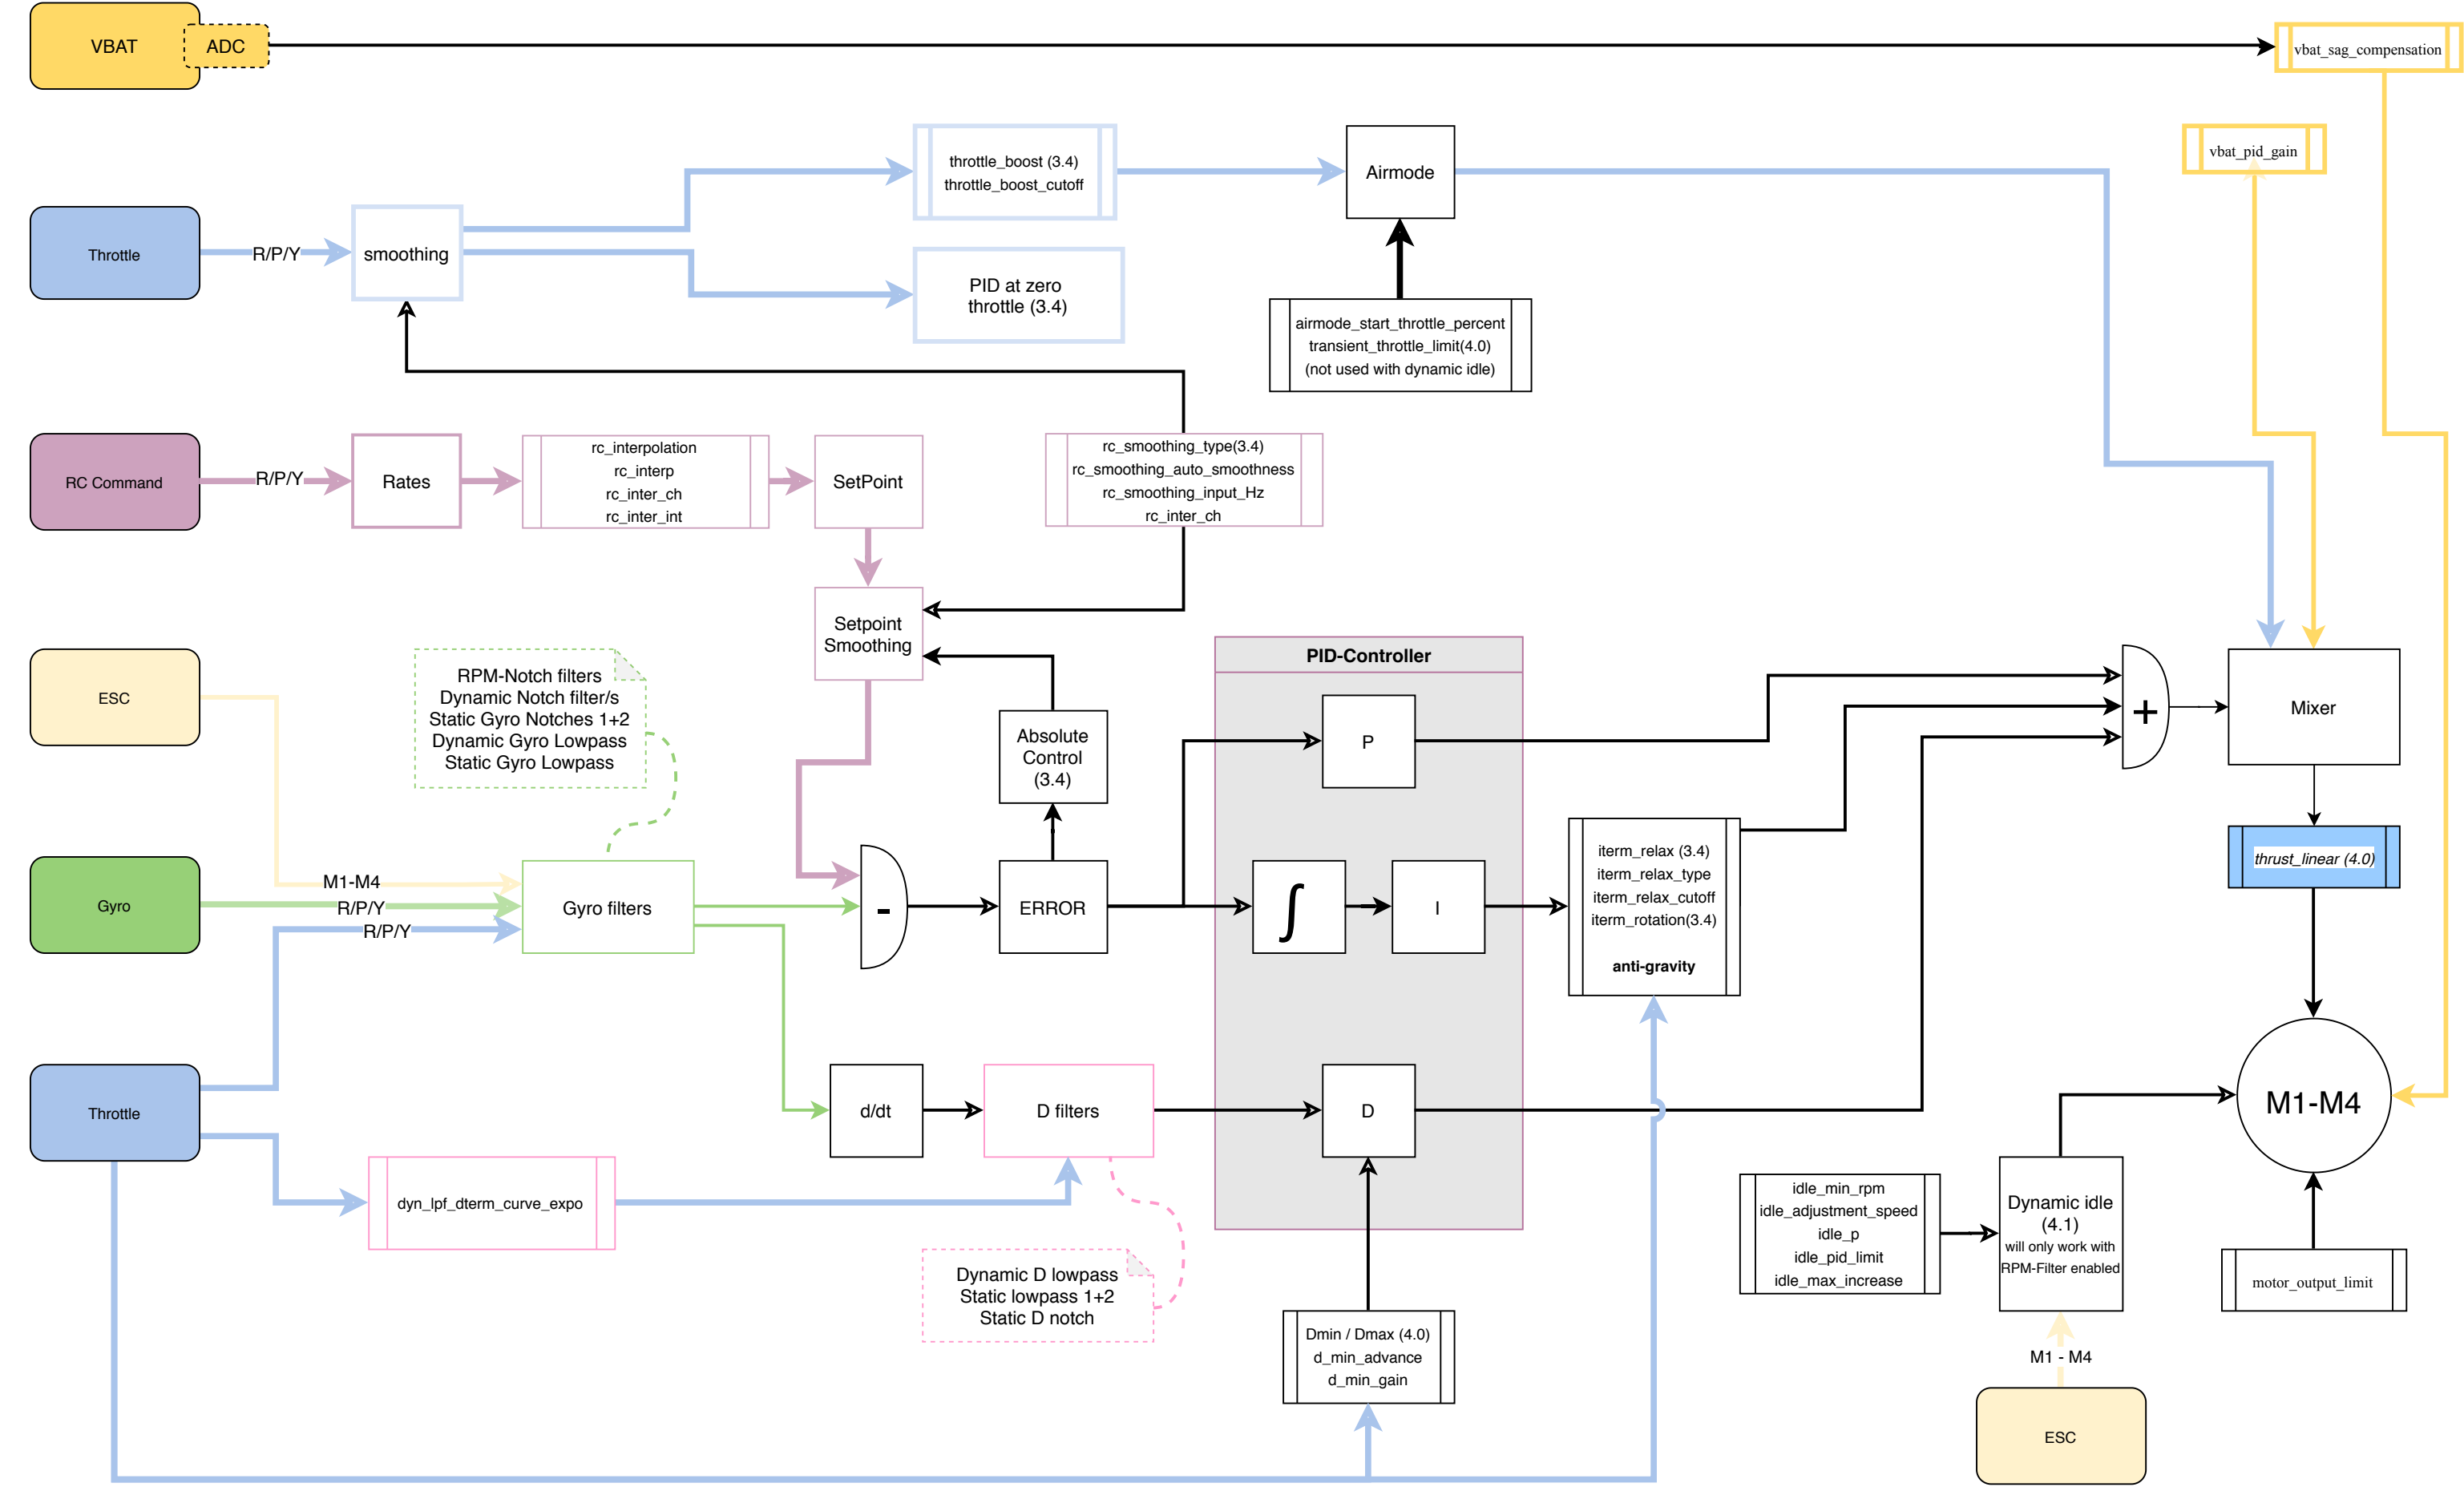 VBAT
ADC
vbat_sag_compensation
throttle_boost (3.4)
throttle_boost_cutoff
Airmode
vbat_pid_gain
Throttle
R/P/Y
smoothing
PID at zero
throttle (3.4)
airmode_start_throttle_percent
transient_throttle_limit(4.0)
(not used with dynamic idle)
RC Command
R/P/Y
Rates
rc_interpolation
rc_interp
rc_inter_ch
rc_inter_int
SetPoint
rc_smoothing_type(3.4)
rc_smoothing_auto_smoothness
rc_smoothing_input_Hz
rc_inter_ch
Setpoint
Smoothing
ESC
RPM-Notch filters
Dynamic Notch filter/s
Static Gyro Notches 1+2
Dynamic Gyro Lowpass
Static Gyro Lowpass
Absolute
Control
(3.4)
PID-Controller
P
+
Mixer
thrust_linear (4.0)
Gyro
M1-M4
R/P/Y
R/P/Y
Gyro filters
-
ERROR
∫
I
iterm_relax (3.4)
iterm_relax_type
iterm_relax_cutoff
iterm_rotation(3.4)
anti-gravity
Throttle
d/dt
D filters
D
M1-M4
dyn_lpf_dterm_curve_expo
Dynamic D lowpass
Static lowpass 1+2
Static D notch
idle_min_rpm
idle_adjustment_speed
idle_p
idle_pid_limit
idle_max_increase
Dynamic idle
(4.1)
will only work with
RPM-Filter enabled
motor_output_limit
Dmin / Dmax (4.0)
d_min_advance
d_min_gain
M1 - M4
ESC